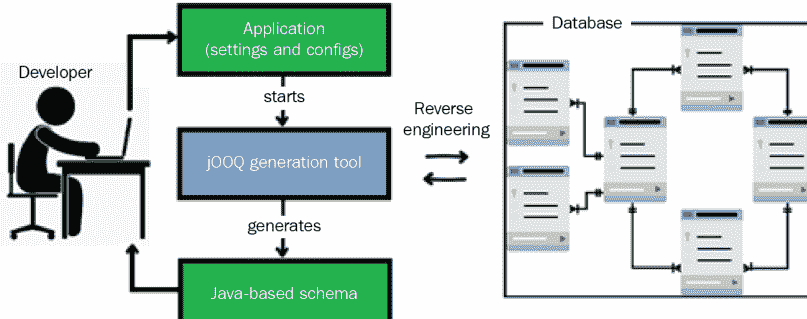 Application
(settings and configs)
Developer
starts
jOOQ generation tool
generates
Java-based schema
Reverse
engineering
Database